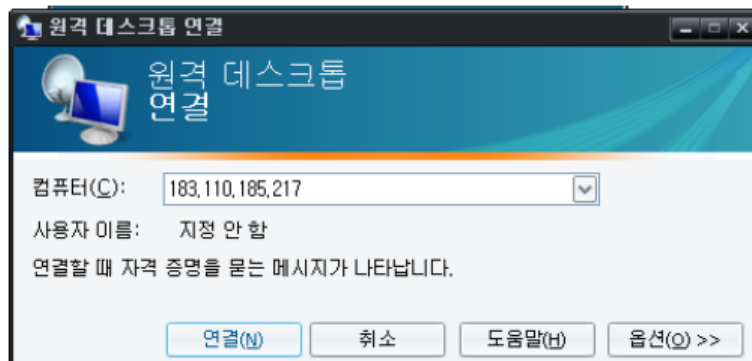 원격 데스크톱 연결
원격 데스크톱
연결
컴퓨터(C): 183,110,185,217
사용자 이름: 지정 안 함
연결할 때 자격 증명을 묻는 메시지가 나타납니다.
연결(N) 취소 도움말(H) 옵션(O) >>